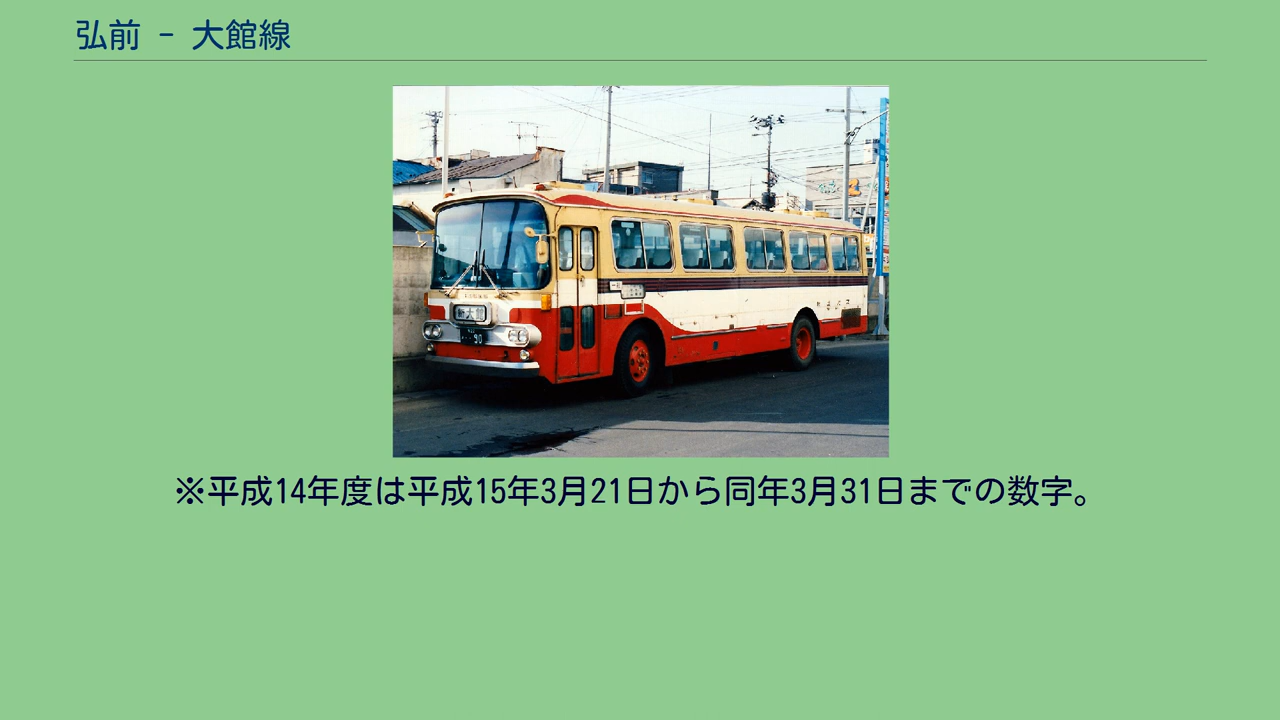 弘前 - 大館線
90
※平成14年度は平成15年3月21日から同年3月31日までの数字。